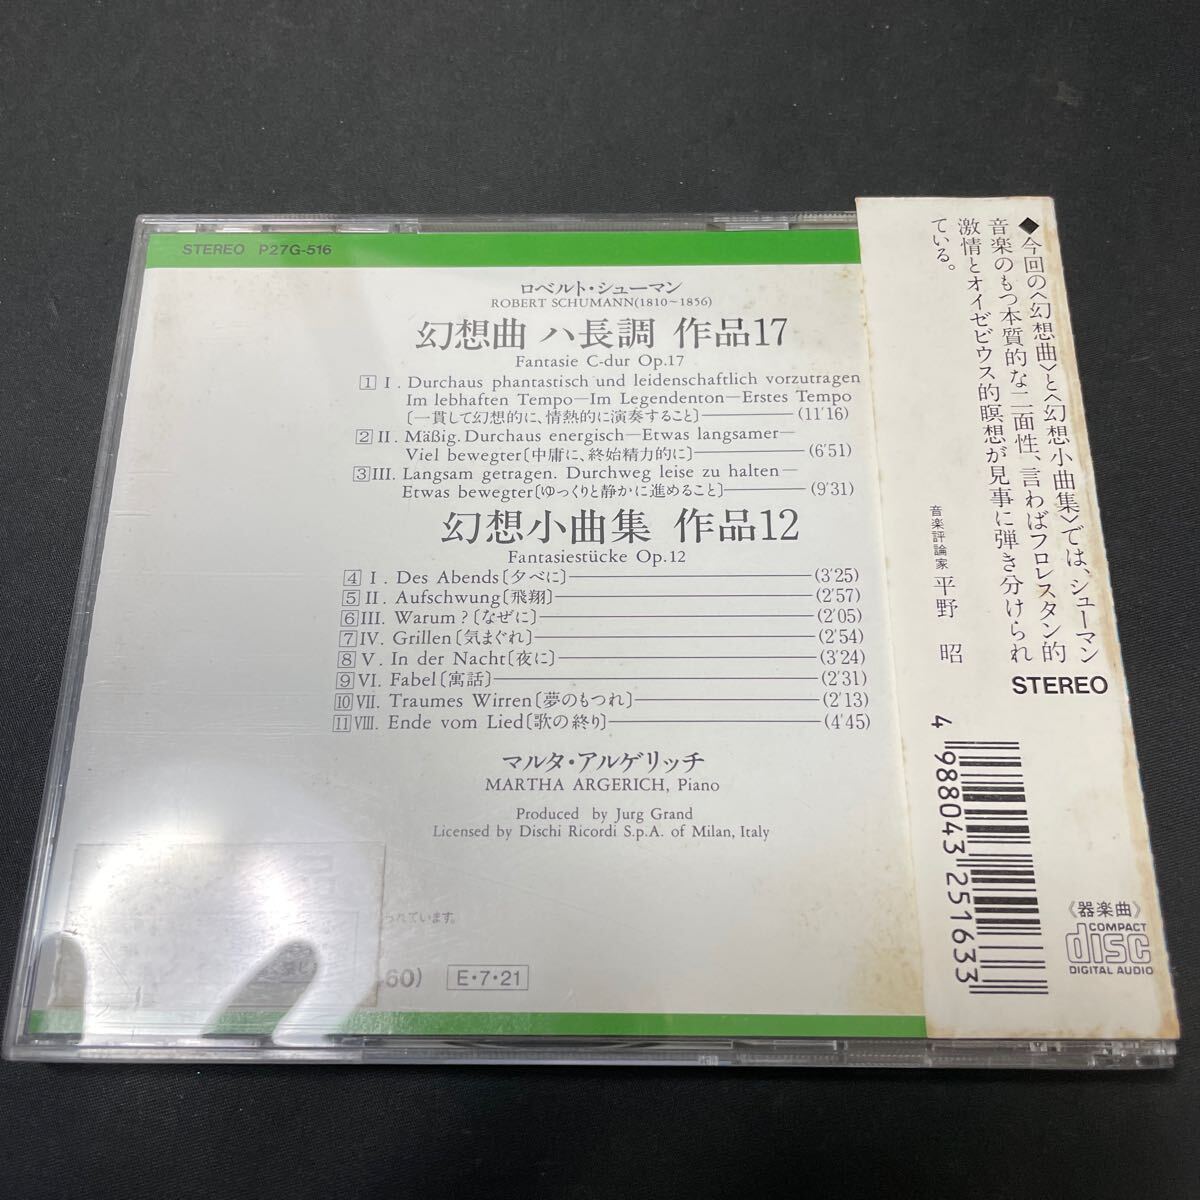 STEREO P27G-516
ロベルト・シューマン
ROBERT SCHUMANN(1810~1856)
幻想曲 ハ長調 作品17
Fantasie C-dur Op.17
1 I. Durchaus phantastisch und leidenschaftlich vorzutragen
Im lebhaften Tempo—Im Legendenton—Erstes Tempo
〔一貫して幻想的に、情熱的に演奏すること〕 (11'16)
2 II. Mäßig. Durchaus energisch—Etwas langsamer—
Viel bewegter〔中庸に、終始精力的に〕 (6'51)
3 III. Langsam getragen. Durchweg leise zu halten—
Etwas bewegter〔ゆっくりと静かに進めること〕 (9'31)
幻想小曲集 作品12
Fantasiestücke Op.12
4 I. Des Abends〔夕べに〕 (3'25)
5 II. Aufschwung〔飛翔〕 (2'57)
6 III. Warum?〔なぜに〕 (2'05)
7 IV. Grillen〔気まぐれ〕 (2'54)
8 V. In der Nacht〔夜に〕 (3'24)
9 VI. Fabel〔寓話〕 (2'31)
10 VII. Traumes Wirren〔夢のもつれ〕 (2'13)
11 VIII. Ende vom Lied〔歌の終り〕 (4'45)
マルタ・アルゲリッチ
MARTHA ARGERICH, Piano
Produced by Jurg Grand
Licensed by Dischi Ricordi S.p.A. of Milan, Italy
られています。
60) E・7・21
◆今回の〈幻想曲〉と〈幻想小曲集〉では、シューマン
音楽のもつ本質的な二面性、言わばフロレスタン的
激情とオイゼビウス的瞑想が見事に弾き分けられ
ている。
音楽評論家 平野 昭
STEREO
4 988043 251633
《器楽曲》
COMPACT
disc
DIGITAL AUDIO